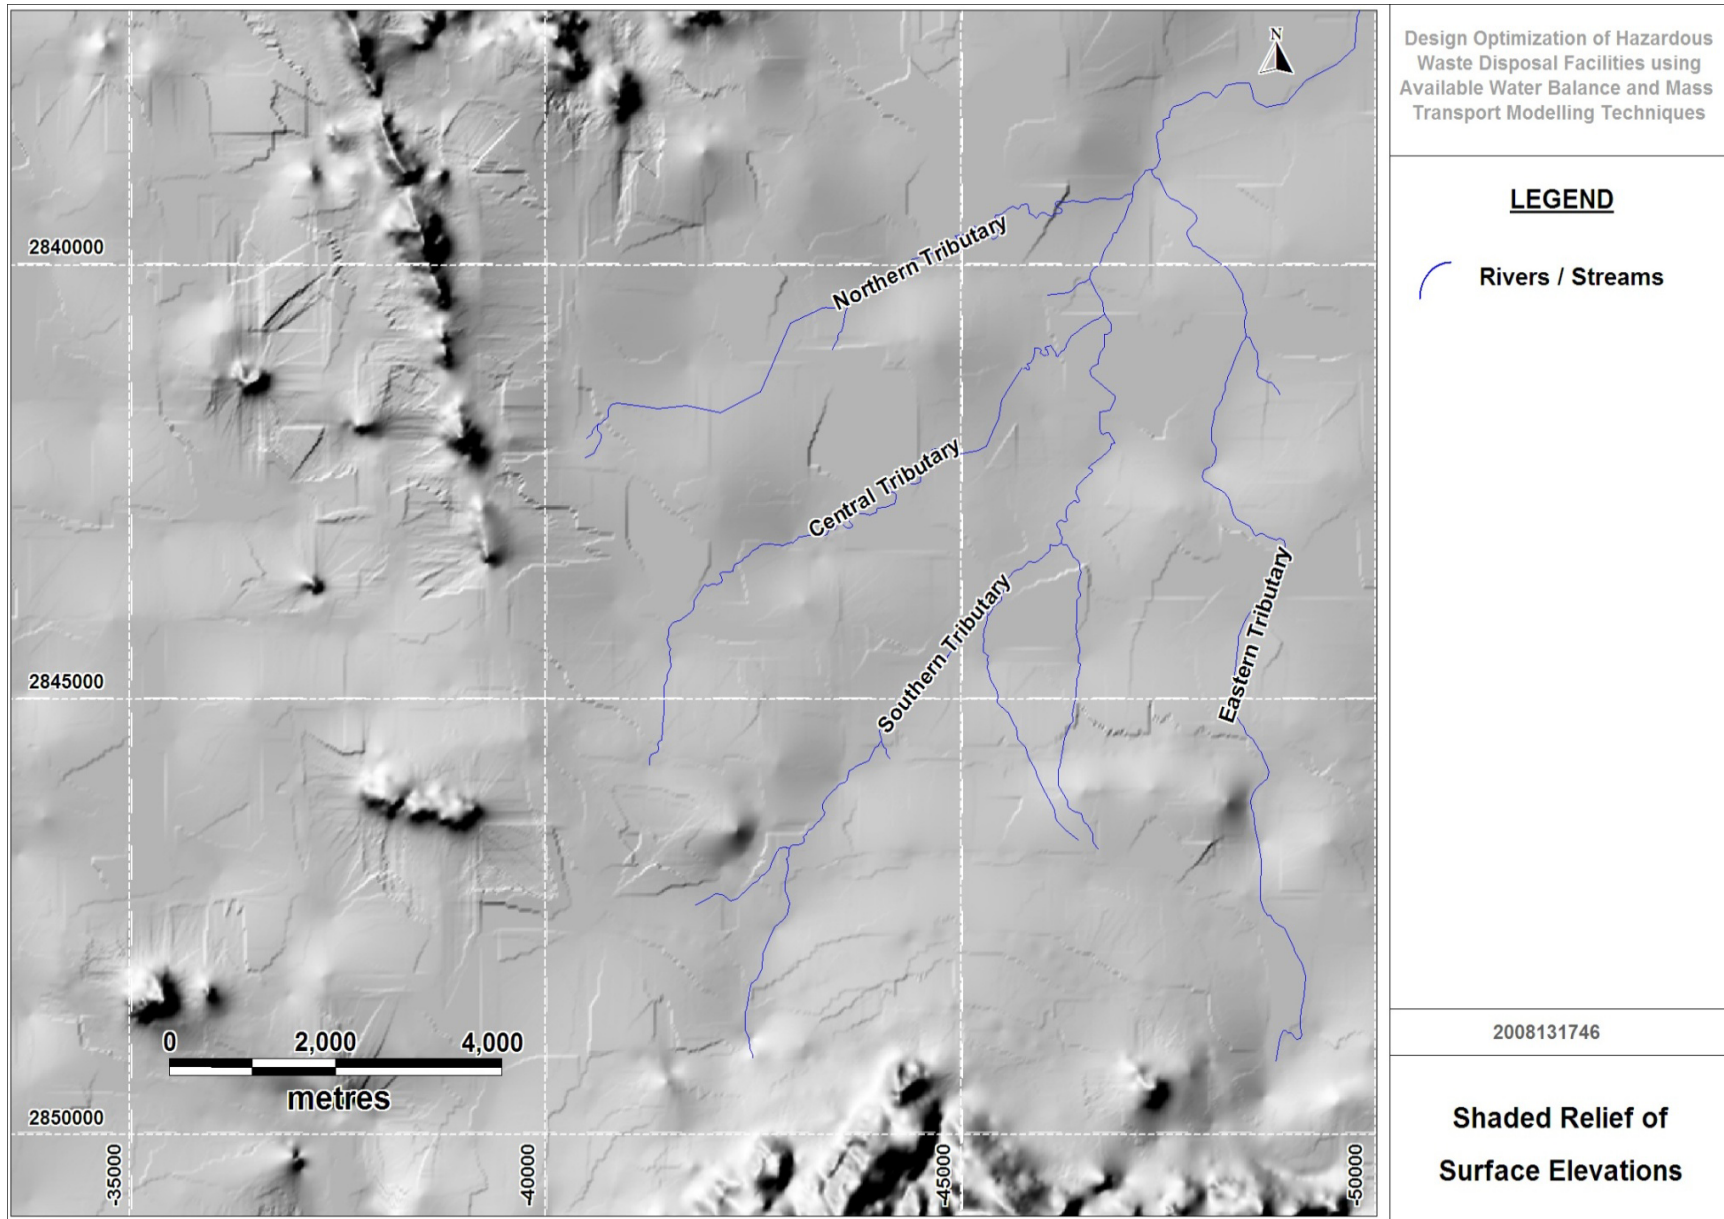 N
2840000
2845000
2850000
-35000
-40000
-45000
-50000
Northern Tributary
Central Tributary
Southern Tributary
Eastern Tributary
0 2,000 4,000
metres
Design Optimization of Hazardous
Waste Disposal Facilities using
Available Water Balance and Mass
Transport Modelling Techniques
LEGEND
Rivers / Streams
2008131746
Shaded Relief of
Surface Elevations